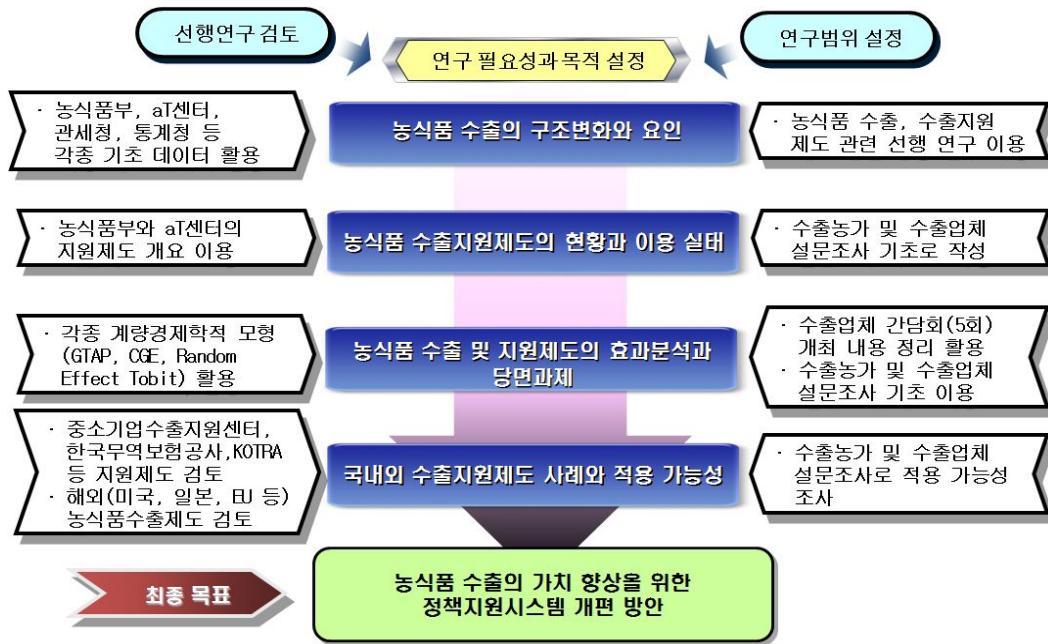 선행연구 검토
연구 필요성과 목적 설정
연구범위 설정
· 농식품부, aT센터,
관세청, 통계청 등
각종 기초 데이터 활용
농식품 수출의 구조변화와 요인
· 농식품 수출, 수출지원
제도 관련 선행 연구 이용
· 농식품부와 aT센터의
지원제도 개요 이용
농식품 수출지원제도의 현황과 이용 실태
· 수출농가 및 수출업체
설문조사 기초로 작성
· 각종 계량경제학적 모형
(GTAP, CGE, Random
Effect Tobit) 활용
농식품 수출 및 지원제도의 효과분석과
당면과제
· 수출업체 간담회(5회)
개최 내용 정리 활용
· 수출농가 및 수출업체
설문조사 기초 이용
· 중소기업수출지원센터,
한국무역보험공사,KOTRA
등 지원제도 검토
· 해외(미국, 일본, EU 등)
농식품수출제도 검토
국내외 수출지원제도 사례와 적용 가능성
· 수출농가 및 수출업체
설문조사로 적용 가능성
조사
최종 목표
농식품 수출의 가치 향상을 위한
정책지원시스템 개편 방안